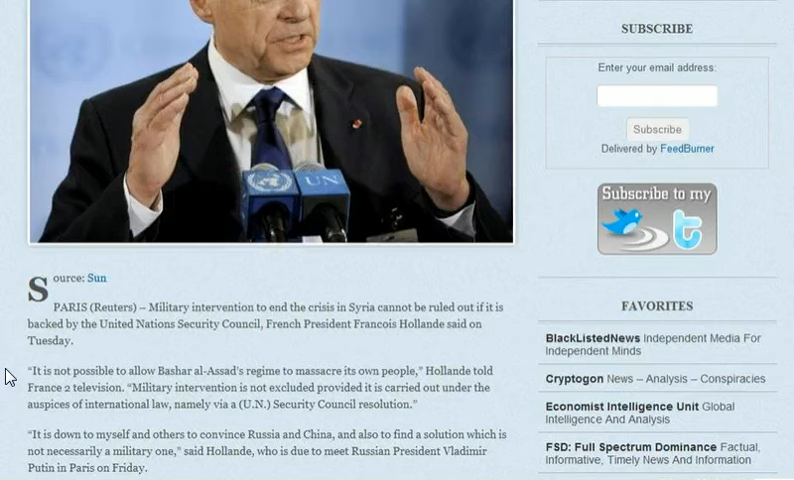 UN
Source: Sun
PARIS (Reuters) – Military intervention to end the crisis in Syria cannot be ruled out if it is
backed by the United Nations Security Council, French President Francois Hollande said on
Tuesday.
“It is not possible to allow Bashar al-Assad’s regime to massacre its own people,” Hollande told
France 2 television. “Military intervention is not excluded provided it is carried out under the
auspices of international law, namely via a (U.N.) Security Council resolution.”
“It is down to myself and others to convince Russia and China, and also to find a solution which is
not necessarily a military one,” said Hollande, who is due to meet Russian President Vladimir
Putin in Paris on Friday.
SUBSCRIBE
Enter your email address:
Subscribe
Delivered by FeedBurner
Subscribe to my
t
FAVORITES
BlackListedNews Independent Media For
Independent Minds
Cryptogon News – Analysis – Conspiracies
Economist Intelligence Unit Global
Intelligence And Analysis
FSD: Full Spectrum Dominance Factual,
Informative, Timely News And Information